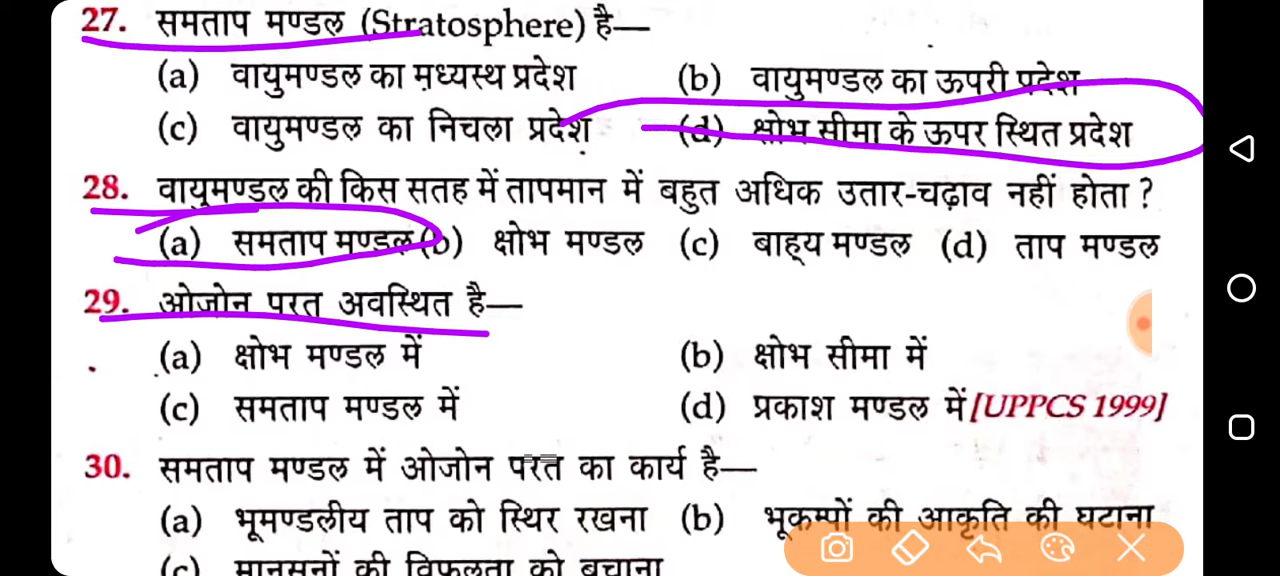 27. समताप मण्डल (Stratosphere) है—
(a) वायुमण्डल का मध्यस्थ प्रदेश (b) वायुमण्डल का ऊपरी प्रदेश
(c) वायुमण्डल का निचला प्रदेश (d) क्षोभ सीमा के ऊपर स्थित प्रदेश
28. वायुमण्डल की किस सतह में तापमान में बहुत अधिक उतार-चढ़ाव नहीं होता ?
(a) समताप मण्डल (b) क्षोभ मण्डल (c) बाह्य मण्डल (d) ताप मण्डल
29. ओजोन परत अवस्थित है—
(a) क्षोभ मण्डल में (b) क्षोभ सीमा में
(c) समताप मण्डल में (d) प्रकाश मण्डल में [UPPCS 1999]
30. समताप मण्डल में ओजोन परत का कार्य है—
(a) भूमण्डलीय ताप को स्थिर रखना (b) भूकम्पों की आकृति की घटाना
(c) मानसूनों की विफलता को बचाना